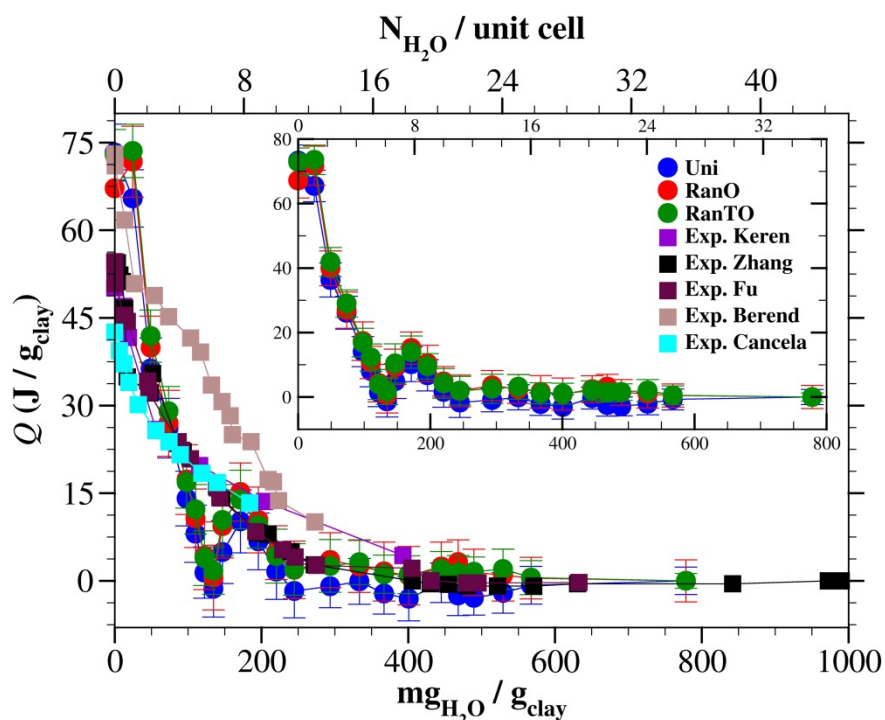 N_H₂O / unit cell
0 8 16 24 32 40
0 8 16 24 32 40
80
60
40
20
0
0 200 400 600 800
Uni
RanO
RanTO
Exp. Keren
Exp. Zhang
Exp. Fu
Exp. Berend
Exp. Cancela
Q (J / g_clay)
75
60
45
30
15
0
0 200 400 600 800 1000
mg_H₂O / g_clay